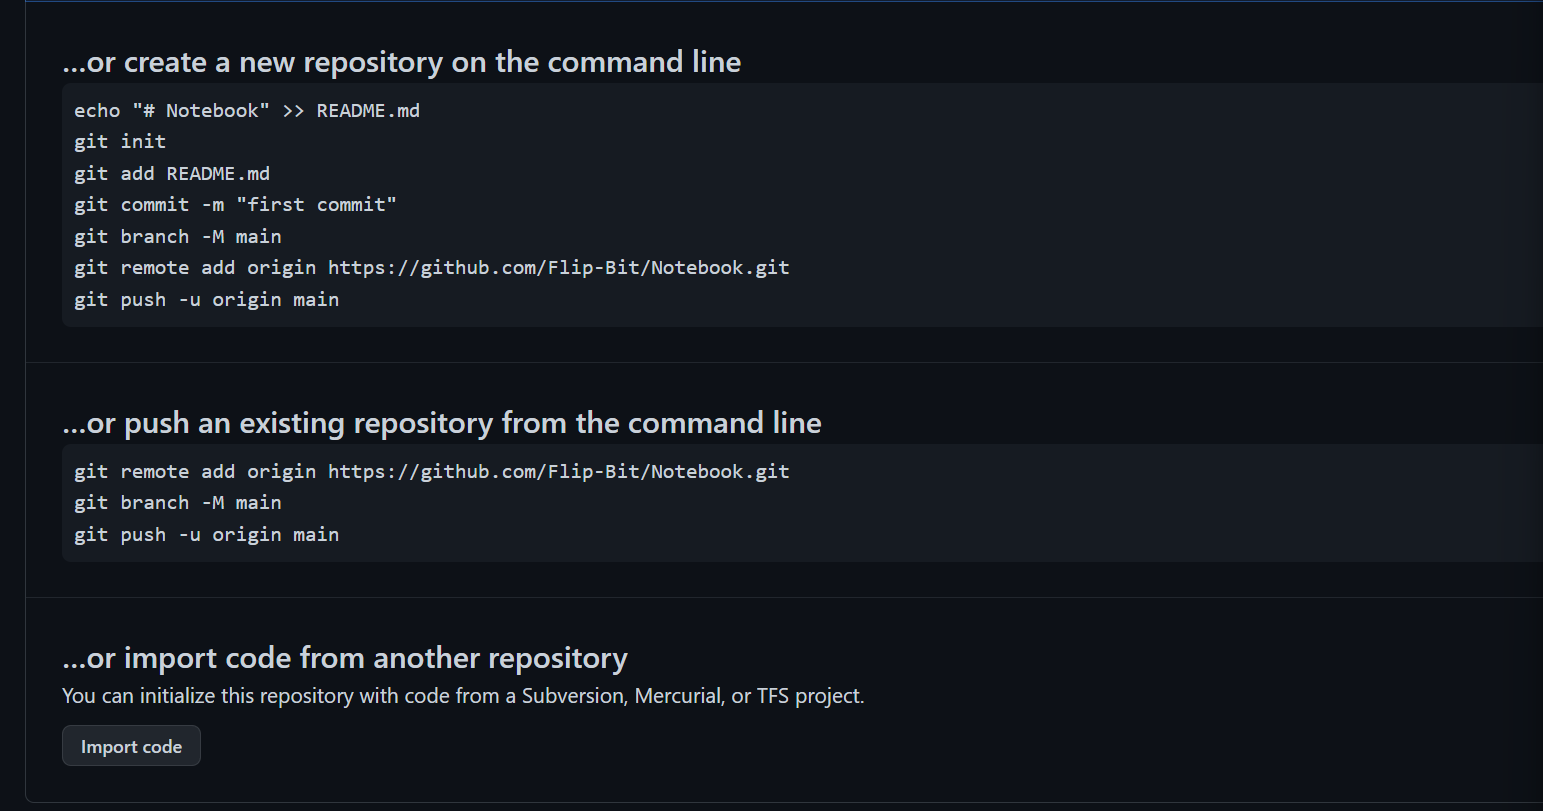 …or create a new repository on the command line
echo "# Notebook" >> README.md
git init
git add README.md
git commit -m "first commit"
git branch -M main
git remote add origin https://github.com/Flip-Bit/Notebook.git
git push -u origin main
…or push an existing repository from the command line
git remote add origin https://github.com/Flip-Bit/Notebook.git
git branch -M main
git push -u origin main
…or import code from another repository
You can initialize this repository with code from a Subversion, Mercurial, or TFS project.
Import code